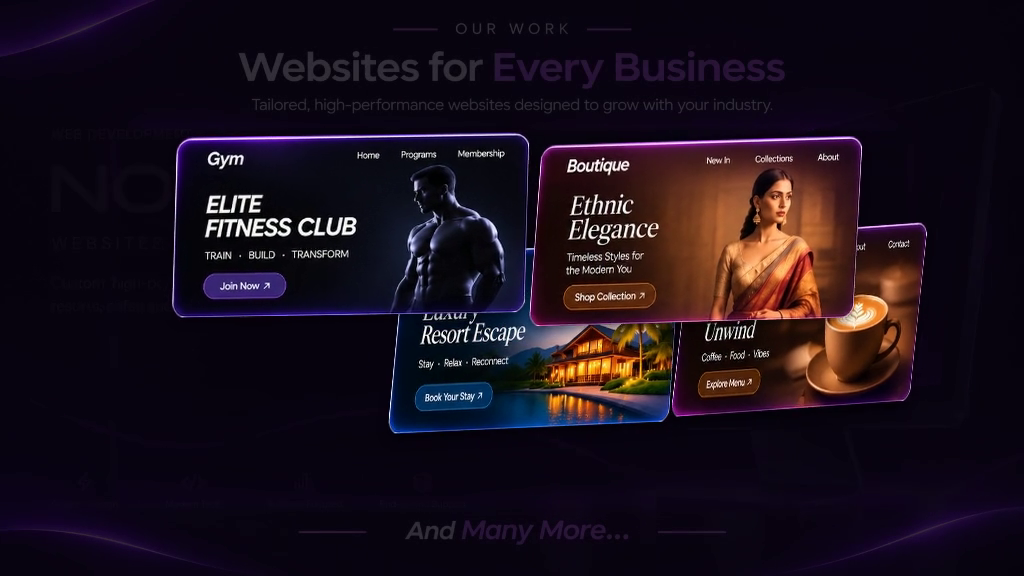 OUR WORK
Websites for Every Business
Tailored, high-performance websites designed to grow with your industry.
Gym
Home Programs Membership
ELITE
FITNESS CLUB
TRAIN · BUILD · TRANSFORM
Join Now ↗
Boutique
New In Collections About
Ethnic
Elegance
Timeless Styles for
the Modern You
Shop Collection ↗
Luxury
Resort Escape
Stay · Relax · Reconnect
Book Your Stay ↗
Contact
Unwind
Coffee · Food · Vibes
Explore Menu ↗
And Many More...